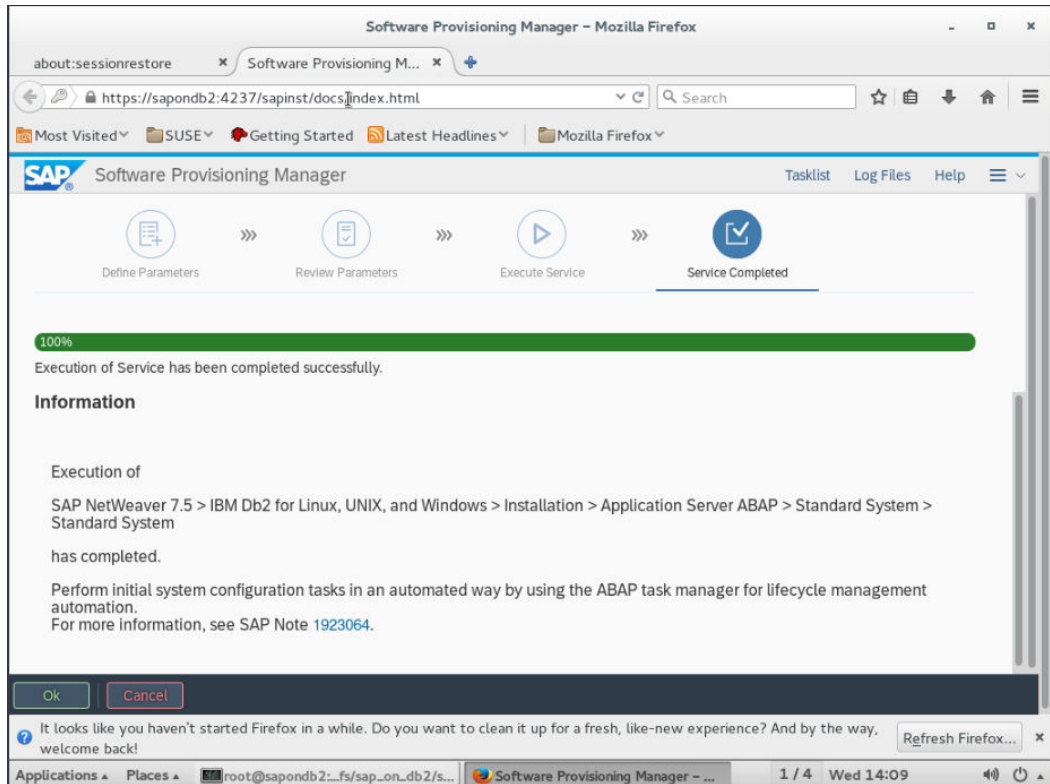 Software Provisioning Manager - Mozilla Firefox
about:sessionrestore
Software Provisioning M...
https://sapondb2:4237/sapinst/docs/index.html
Search
Most Visited
SUSE
Getting Started
Latest Headlines
Mozilla Firefox
SAP
Software Provisioning Manager
Tasklist
Log Files
Help
Define Parameters
Review Parameters
Execute Service
Service Completed
100%
Execution of Service has been completed successfully.
Information
Execution of
SAP NetWeaver 7.5 > IBM Db2 for Linux, UNIX, and Windows > Installation > Application Server ABAP > Standard System >
Standard System
has completed.
Perform initial system configuration tasks in an automated way by using the ABAP task manager for lifecycle management
automation.
For more information, see SAP Note 1923064.
Ok
Cancel
It looks like you haven't started Firefox in a while. Do you want to clean it up for a fresh, like-new experience? And by the way,
welcome back!
Refresh Firefox...
Applications
Places
root@sapondb2:..._fs/sap_on_db2/s...
Software Provisioning Manager - ...
1 / 4
Wed 14:09